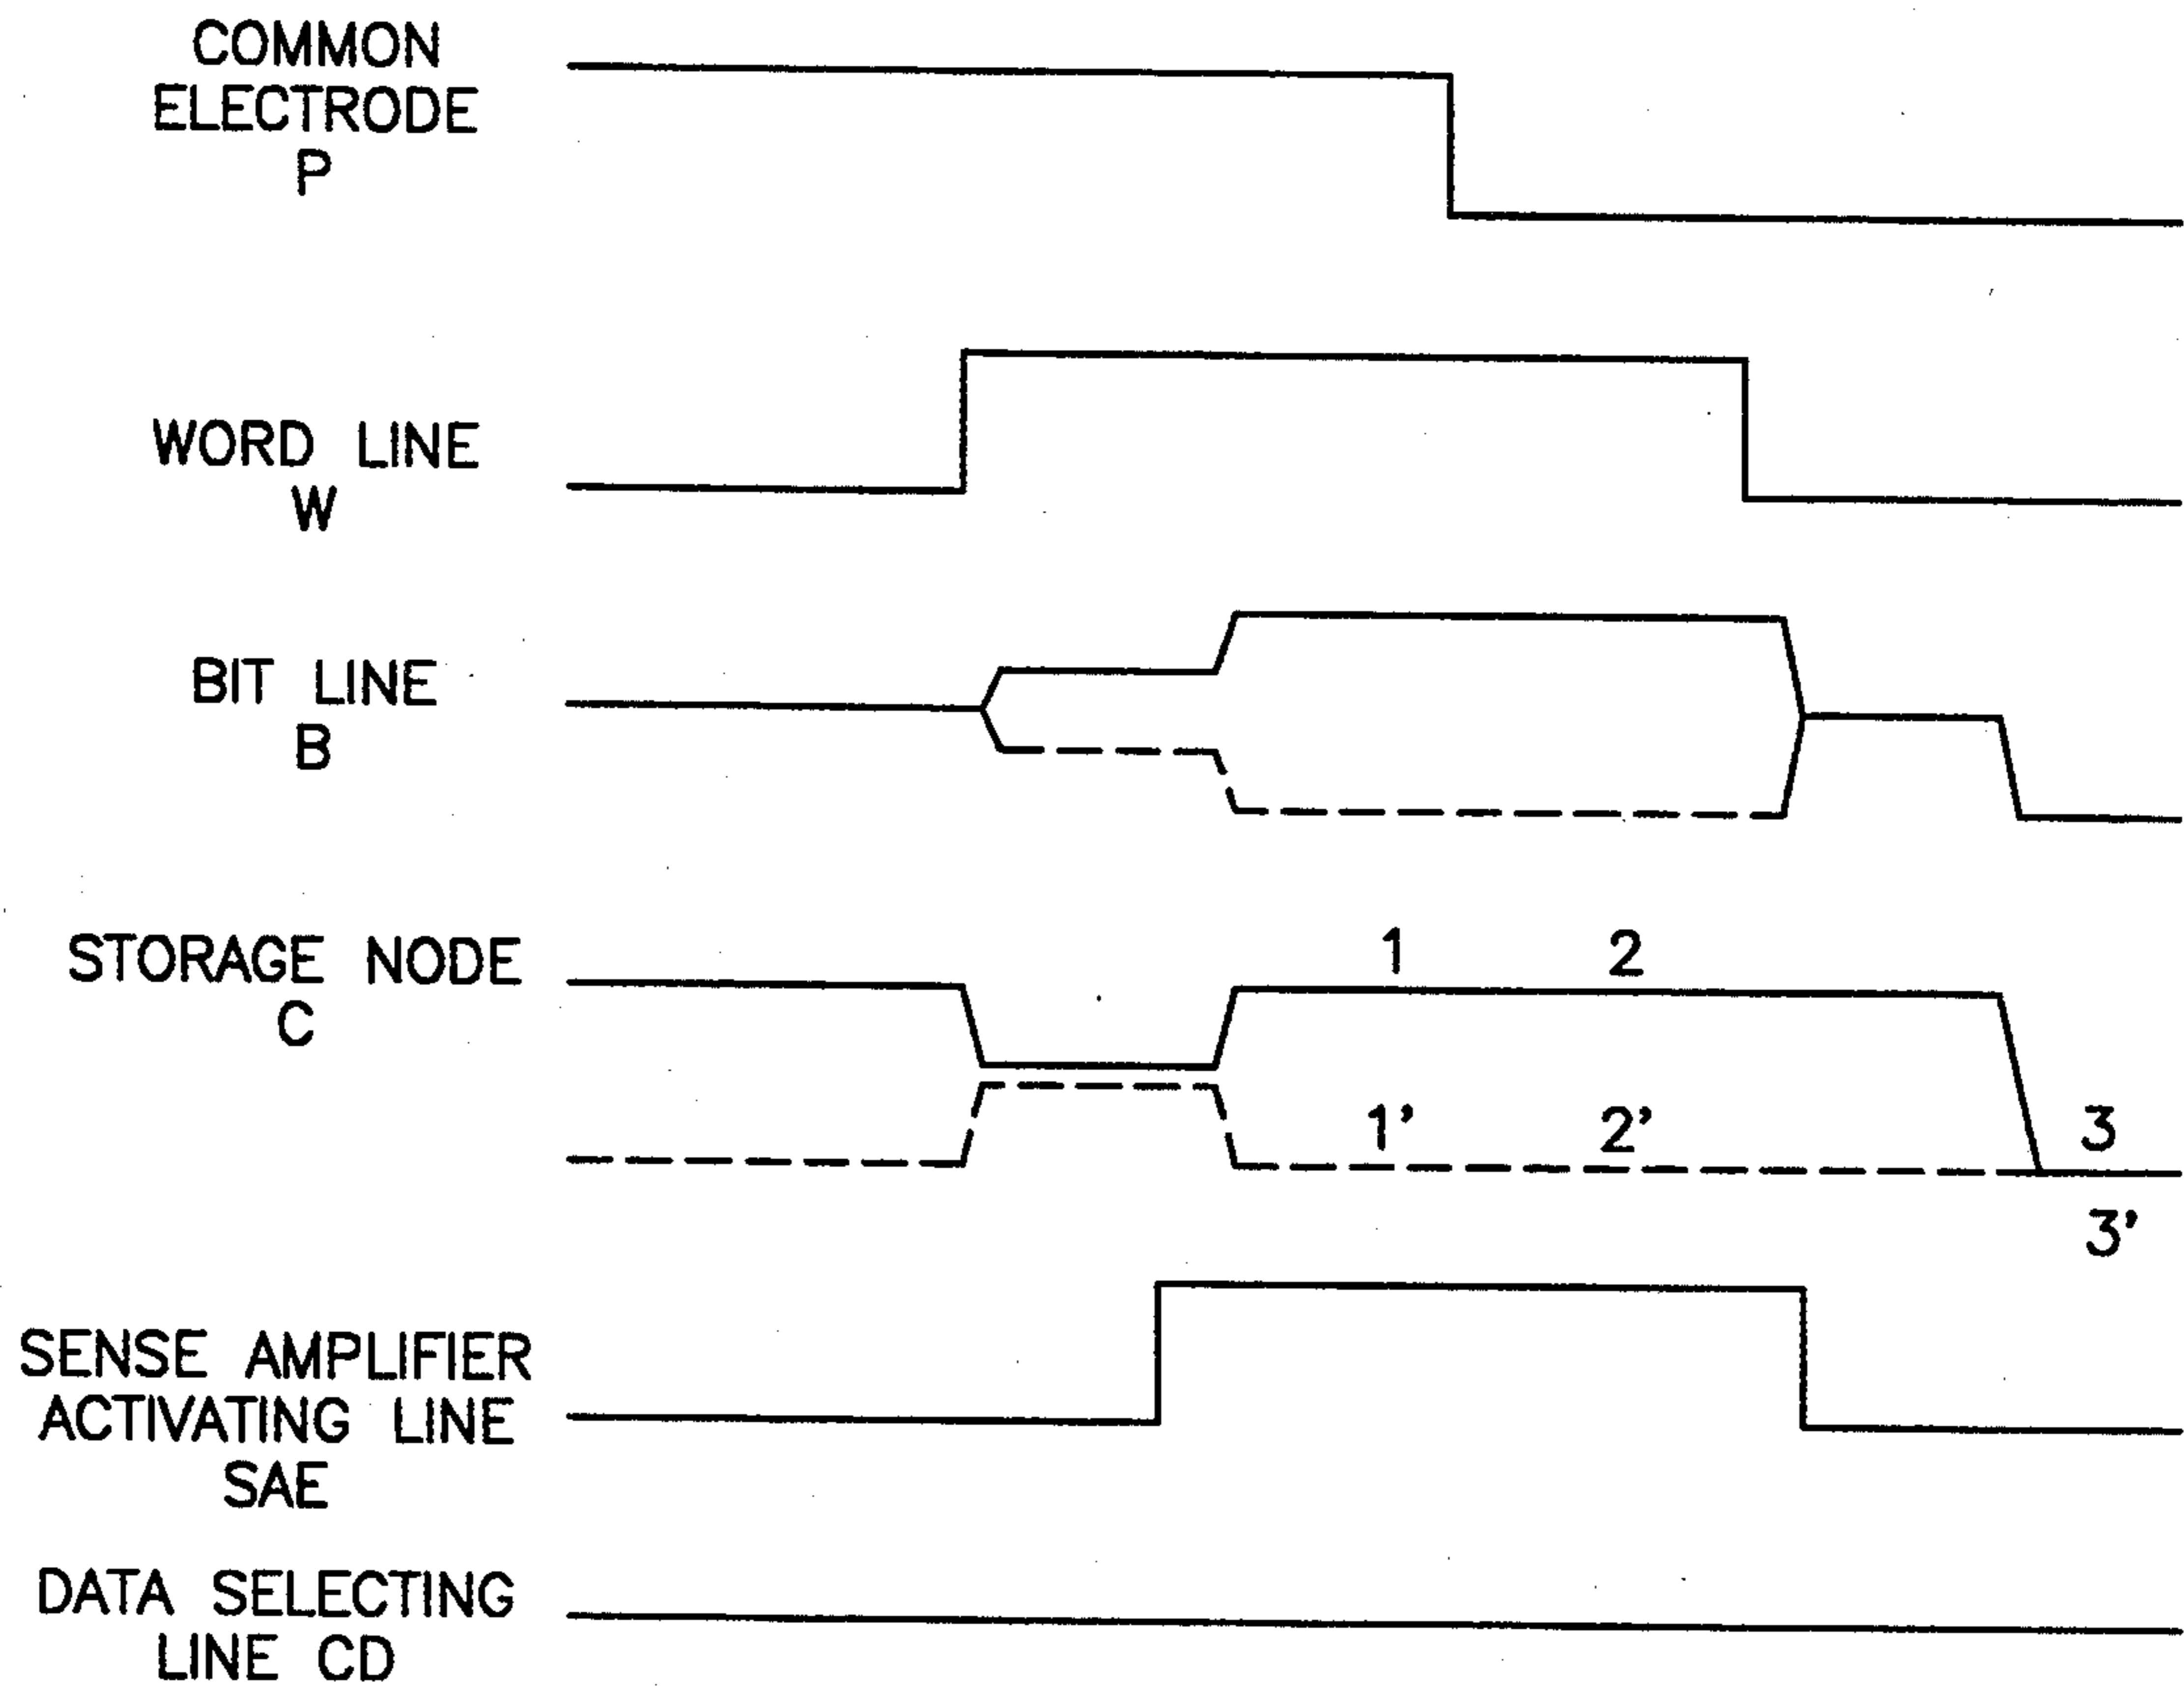 COMMON
ELECTRODE
P
WORD LINE
W
BIT LINE
B
STORAGE NODE
C
1 2
1' 2' 3
3'
SENSE AMPLIFIER
ACTIVATING LINE
SAE
DATA SELECTING
LINE CD